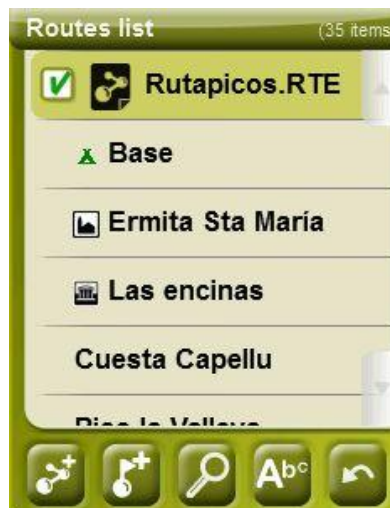 Routes list (35 items
Rutapicos.RTE
Base
Ermita Sta María
Las encinas
Cuesta Capellu
Abc